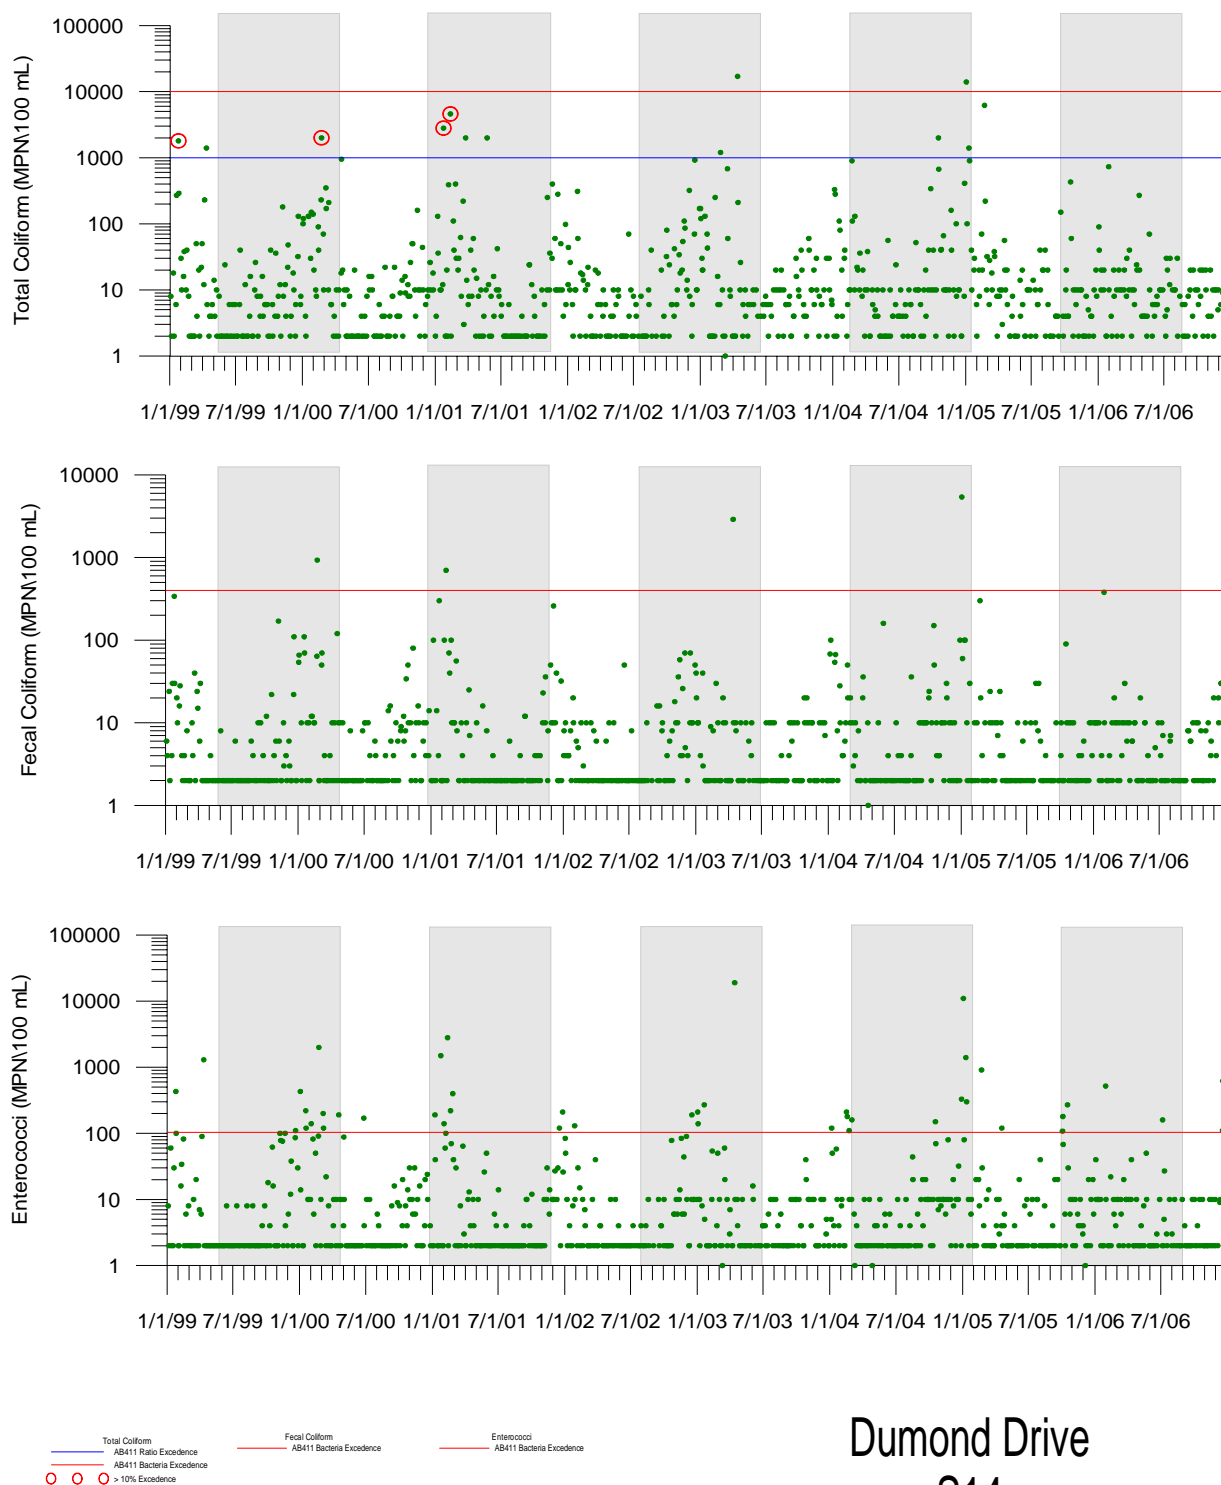 Total Coliform (MPN\100 mL)
100000
10000
1000
100
10
1
1/1/99 7/1/99 1/1/00 7/1/00 1/1/01 7/1/01 1/1/02 7/1/02 1/1/03 7/1/03 1/1/04 7/1/04 1/1/05 7/1/05 1/1/06 7/1/06
Fecal Coliform (MPN\100 mL)
10000
1000
100
10
1
1/1/99 7/1/99 1/1/00 7/1/00 1/1/01 7/1/01 1/1/02 7/1/02 1/1/03 7/1/03 1/1/04 7/1/04 1/1/05 7/1/05 1/1/06 7/1/06
Enterococci (MPN\100 mL)
100000
10000
1000
100
10
1
1/1/99 7/1/99 1/1/00 7/1/00 1/1/01 7/1/01 1/1/02 7/1/02 1/1/03 7/1/03 1/1/04 7/1/04 1/1/05 7/1/05 1/1/06 7/1/06
Total Coliform
AB411 Ratio Excedence
AB411 Bacteria Excedence
> 10% Excedence
Fecal Coliform
AB411 Bacteria Excedence
Enterococci
AB411 Bacteria Excedence
Dumond Drive